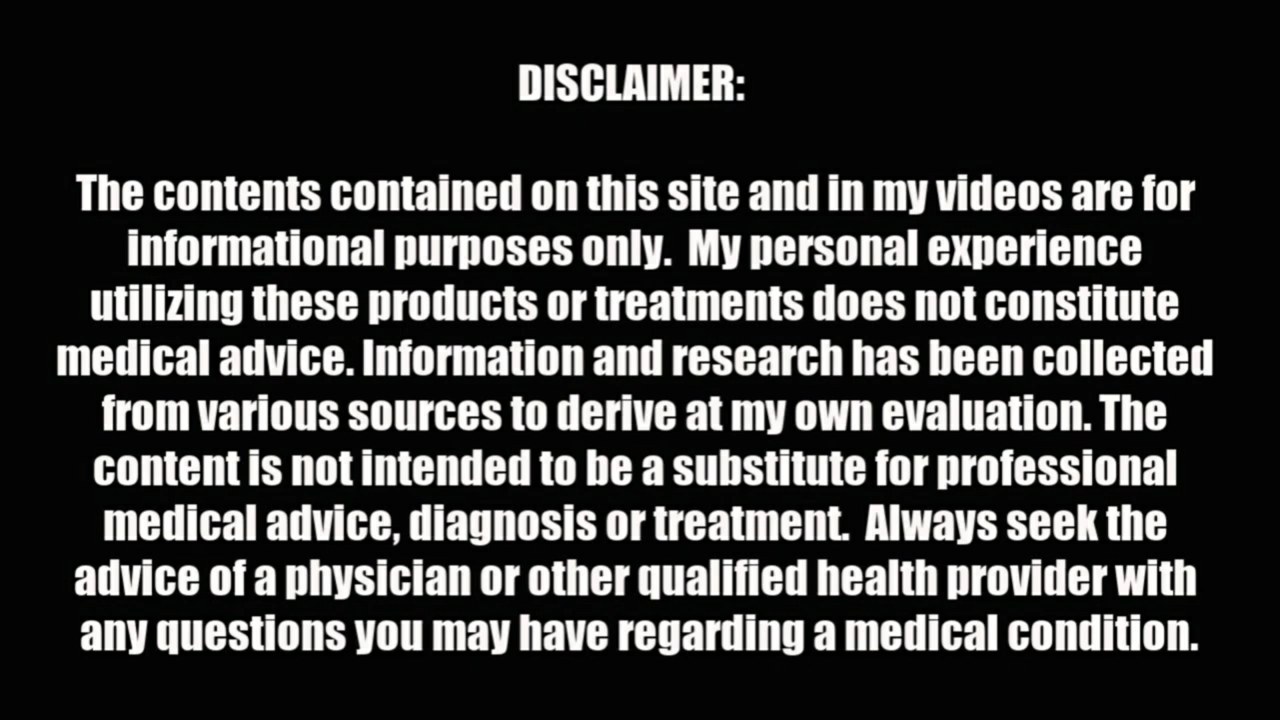 DISCLAIMER:
The contents contained on this site and in my videos are for
informational purposes only.  My personal experience
utilizing these products or treatments does not constitute
medical advice. Information and research has been collected
from various sources to derive at my own evaluation. The
content is not intended to be a substitute for professional
medical advice, diagnosis or treatment.  Always seek the
advice of a physician or other qualified health provider with
any questions you may have regarding a medical condition.